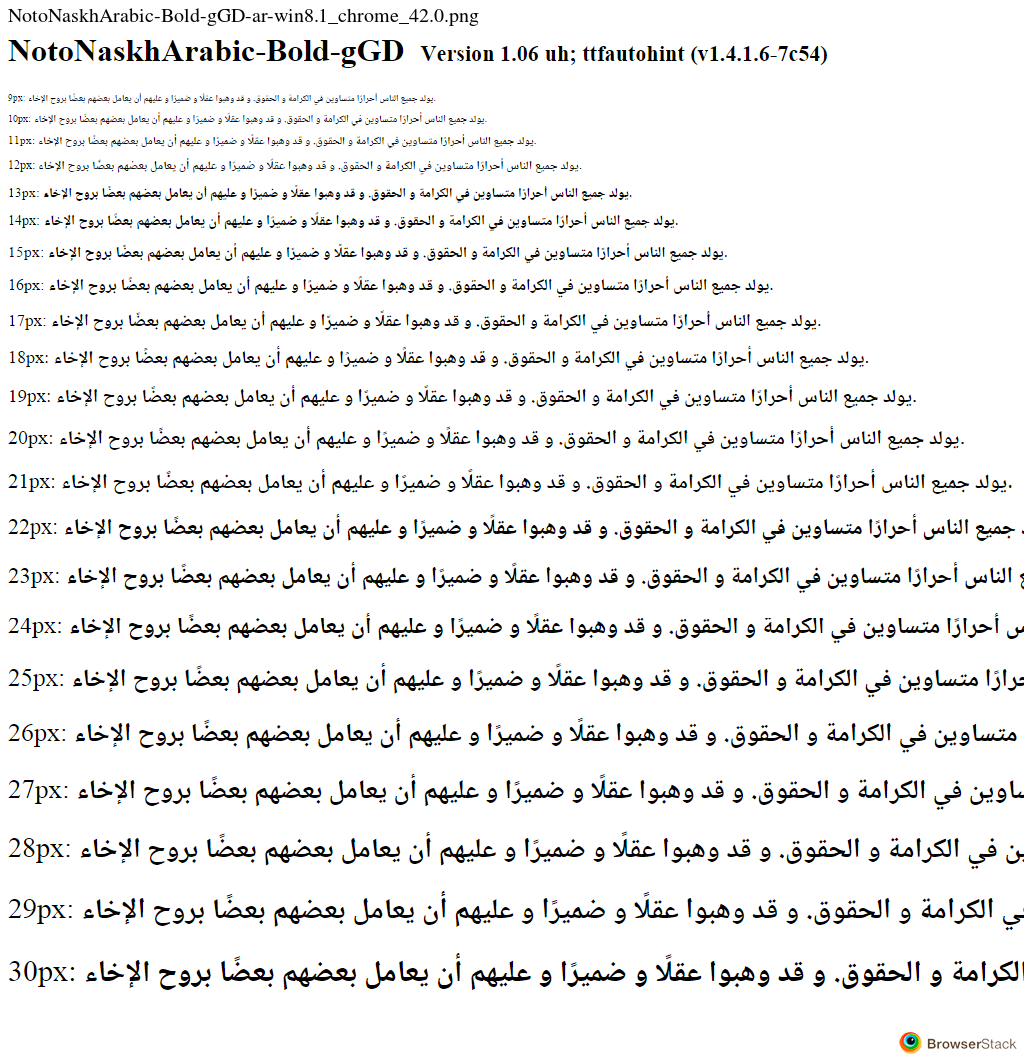 NotoNaskhArabic-Bold-gGD-ar-win8.1_chrome_42.0.png
NotoNaskhArabic-Bold-gGD Version 1.06 uh; ttfautohint (v1.4.1.6-7c54)
9px: يولد جميع الناس أحرارًا متساوين في الكرامة و الحقوق. و قد وهبوا عقلًا و ضميرًا و عليهم أن يعامل بعضهم بعضًا بروح الإخاء.
10px: يولد جميع الناس أحرارًا متساوين في الكرامة و الحقوق. و قد وهبوا عقلًا و ضميرًا و عليهم أن يعامل بعضهم بعضًا بروح الإخاء.
11px: يولد جميع الناس أحرارًا متساوين في الكرامة و الحقوق. و قد وهبوا عقلًا و ضميرًا و عليهم أن يعامل بعضهم بعضًا بروح الإخاء.
12px: يولد جميع الناس أحرارًا متساوين في الكرامة و الحقوق. و قد وهبوا عقلًا و ضميرًا و عليهم أن يعامل بعضهم بعضًا بروح الإخاء.
13px: يولد جميع الناس أحرارًا متساوين في الكرامة و الحقوق. و قد وهبوا عقلًا و ضميرًا و عليهم أن يعامل بعضهم بعضًا بروح الإخاء.
14px: يولد جميع الناس أحرارًا متساوين في الكرامة و الحقوق. و قد وهبوا عقلًا و ضميرًا و عليهم أن يعامل بعضهم بعضًا بروح الإخاء.
15px: يولد جميع الناس أحرارًا متساوين في الكرامة و الحقوق. و قد وهبوا عقلًا و ضميرًا و عليهم أن يعامل بعضهم بعضًا بروح الإخاء.
16px: يولد جميع الناس أحرارًا متساوين في الكرامة و الحقوق. و قد وهبوا عقلًا و ضميرًا و عليهم أن يعامل بعضهم بعضًا بروح الإخاء.
17px: يولد جميع الناس أحرارًا متساوين في الكرامة و الحقوق. و قد وهبوا عقلًا و ضميرًا و عليهم أن يعامل بعضهم بعضًا بروح الإخاء.
18px: يولد جميع الناس أحرارًا متساوين في الكرامة و الحقوق. و قد وهبوا عقلًا و ضميرًا و عليهم أن يعامل بعضهم بعضًا بروح الإخاء.
19px: يولد جميع الناس أحرارًا متساوين في الكرامة و الحقوق. و قد وهبوا عقلًا و ضميرًا و عليهم أن يعامل بعضهم بعضًا بروح الإخاء.
20px: يولد جميع الناس أحرارًا متساوين في الكرامة و الحقوق. و قد وهبوا عقلًا و ضميرًا و عليهم أن يعامل بعضهم بعضًا بروح الإخاء.
21px: يولد جميع الناس أحرارًا متساوين في الكرامة و الحقوق. و قد وهبوا عقلًا و ضميرًا و عليهم أن يعامل بعضهم بعضًا بروح الإخاء.
22px: جميع الناس أحرارًا متساوين في الكرامة و الحقوق. و قد وهبوا عقلًا و ضميرًا و عليهم أن يعامل بعضهم بعضًا بروح الإخاء
23px: الناس أحرارًا متساوين في الكرامة و الحقوق. و قد وهبوا عقلًا و ضميرًا و عليهم أن يعامل بعضهم بعضًا بروح الإخاء
24px: أحرارًا متساوين في الكرامة و الحقوق. و قد وهبوا عقلًا و ضميرًا و عليهم أن يعامل بعضهم بعضًا بروح الإخاء
25px: متساوين في الكرامة و الحقوق. و قد وهبوا عقلًا و ضميرًا و عليهم أن يعامل بعضهم بعضًا بروح الإخاء
26px: متساوين في الكرامة و الحقوق. و قد وهبوا عقلًا و ضميرًا و عليهم أن يعامل بعضهم بعضًا بروح الإخاء
27px: في الكرامة و الحقوق. و قد وهبوا عقلًا و ضميرًا و عليهم أن يعامل بعضهم بعضًا بروح الإخاء
28px: في الكرامة و الحقوق. و قد وهبوا عقلًا و ضميرًا و عليهم أن يعامل بعضهم بعضًا بروح الإخاء
29px: الكرامة و الحقوق. و قد وهبوا عقلًا و ضميرًا و عليهم أن يعامل بعضهم بعضًا بروح الإخاء
30px: الكرامة و الحقوق. و قد وهبوا عقلًا و ضميرًا و عليهم أن يعامل بعضهم بعضًا بروح الإخاء
BrowserStack